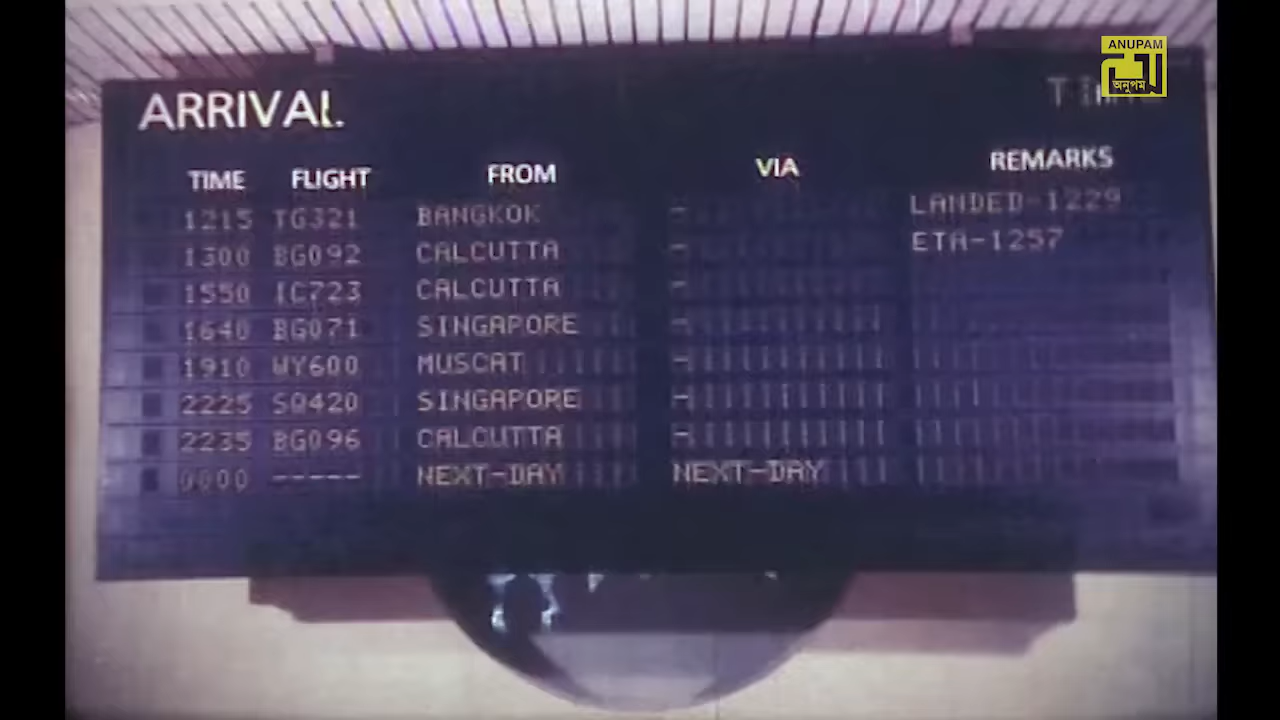 ANUPAM
অনুপম
ARRIVAL
TIME FLIGHT FROM VIA REMARKS
1215 TG321 BANGKOK - LANDED-1229
1300 BG092 CALCUTTA - ETA-1257
1550 IC723 CALCUTTA -
1640 BG071 SINGAPORE -
1910 WY600 MUSCAT -
2225 SQ420 SINGAPORE -
2235 BG096 CALCUTTA -
0000 ----- NEXT-DAY NEXT-DAY